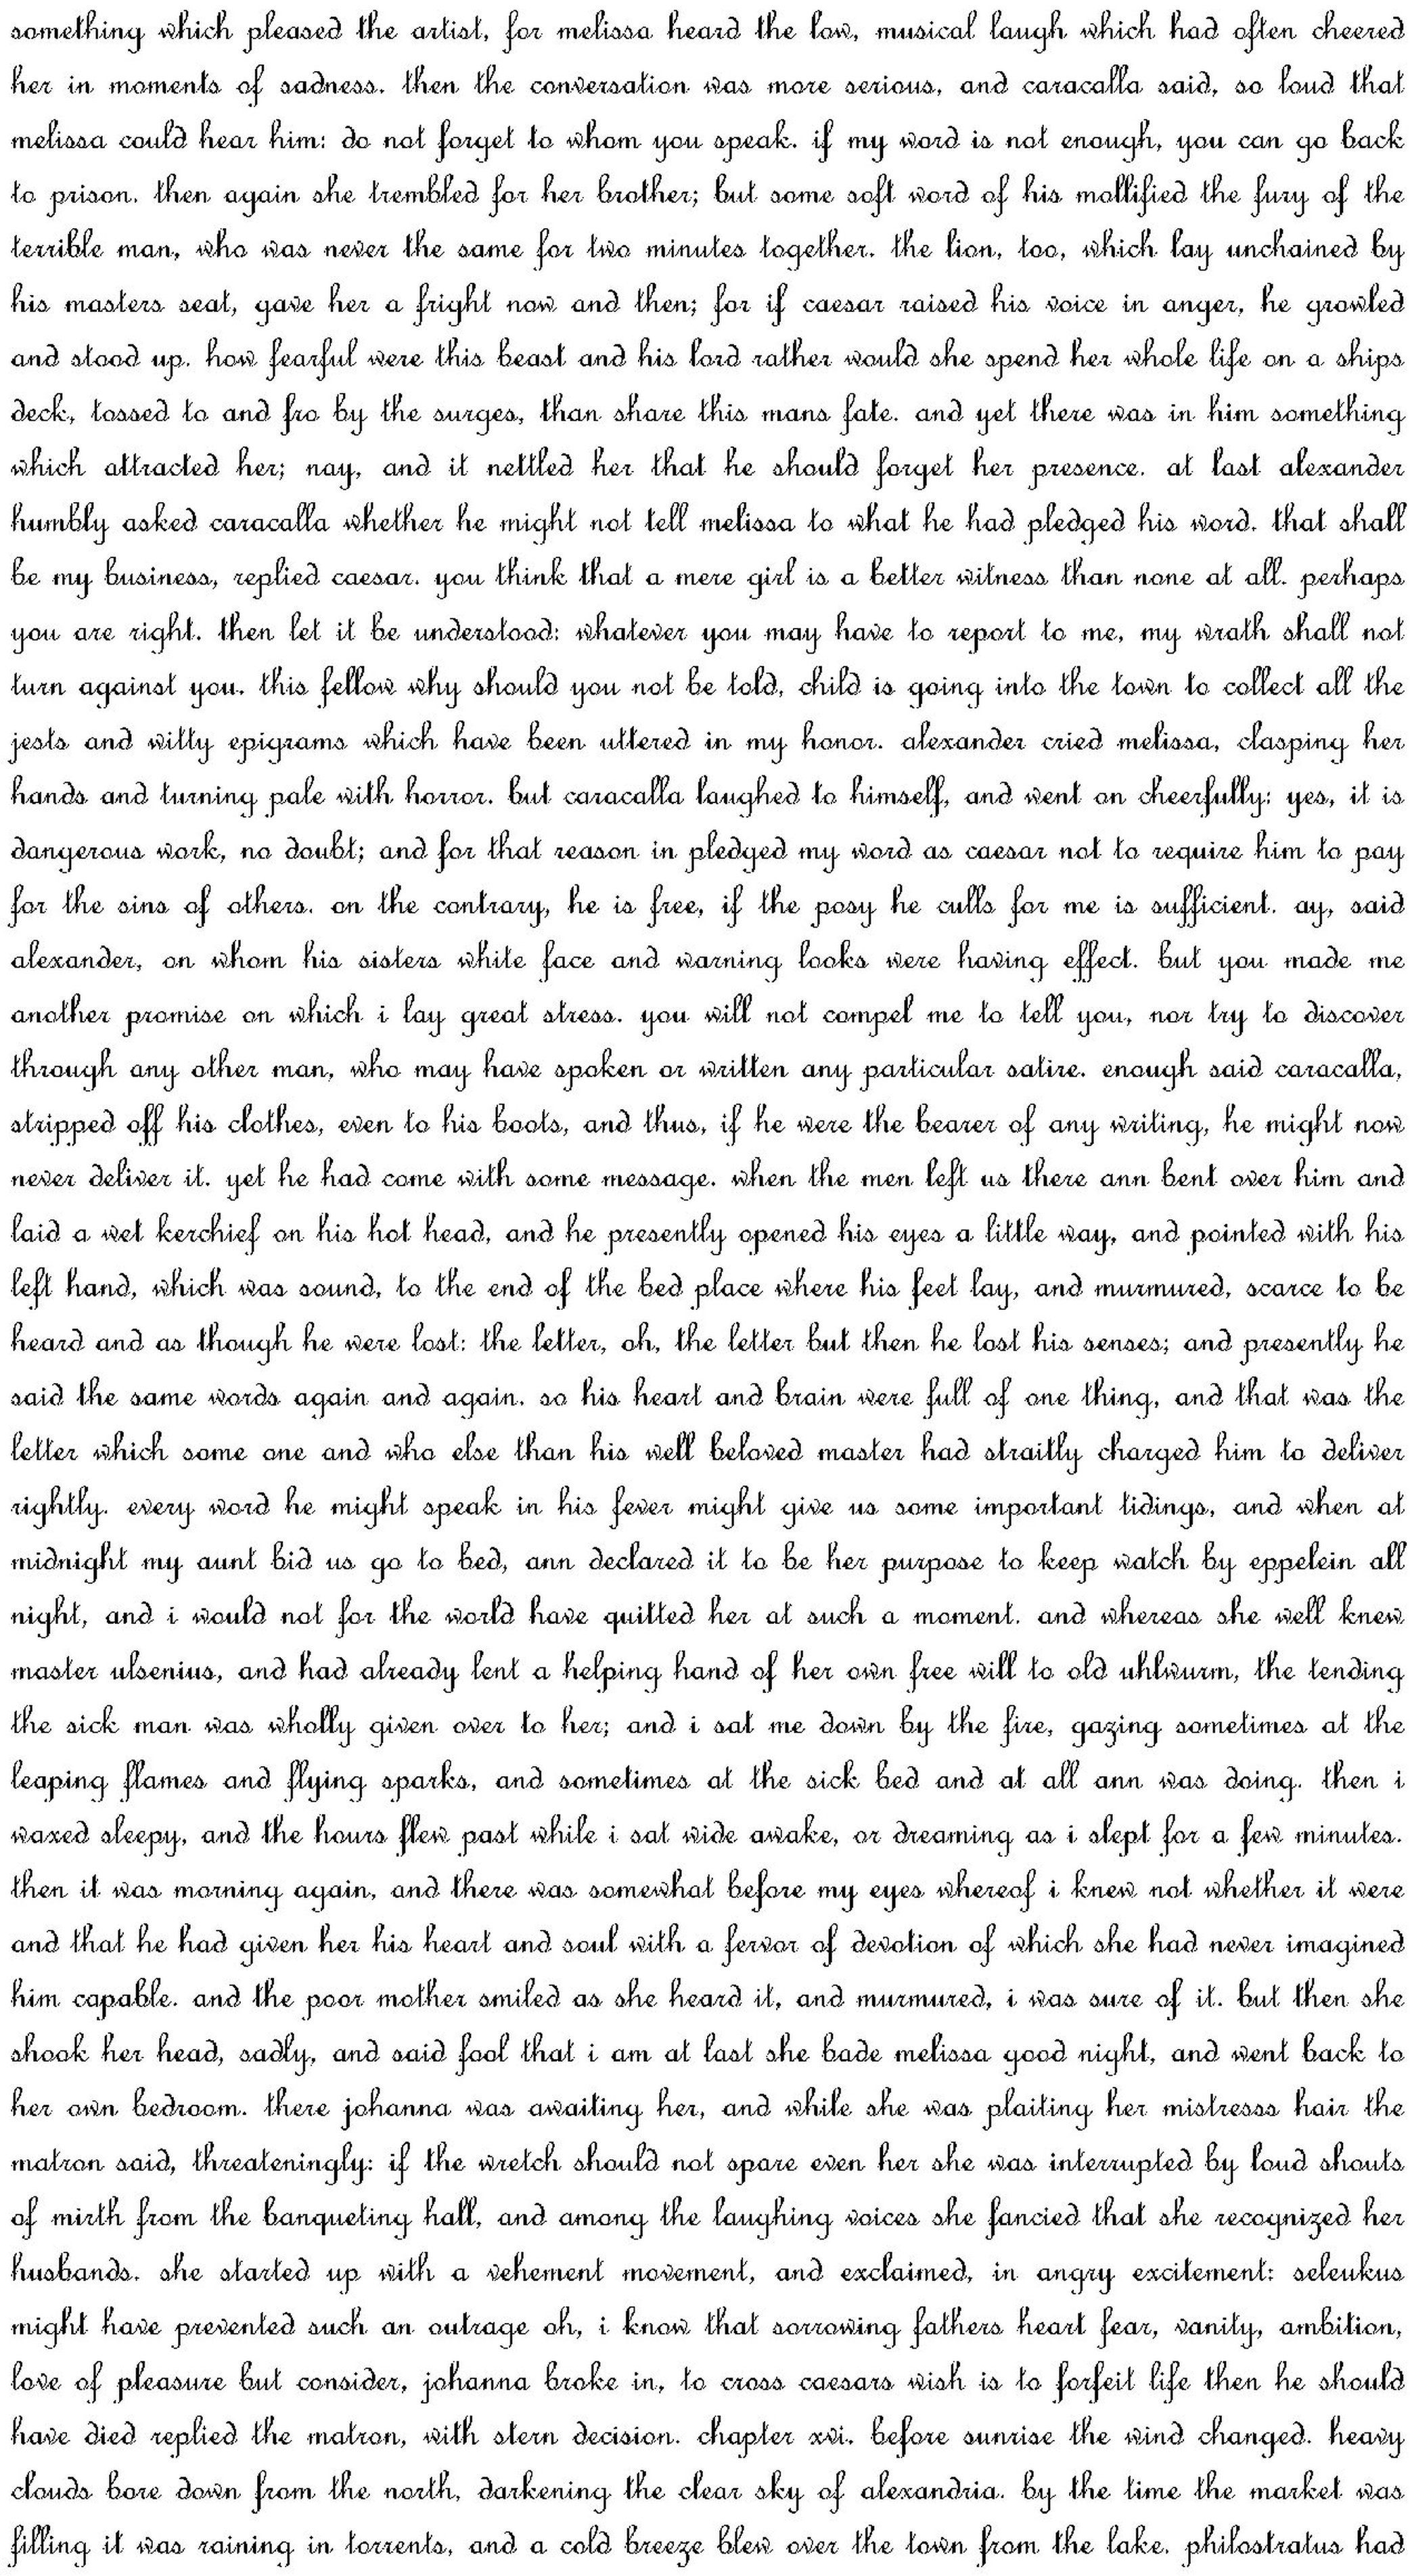 something which pleased the artist, for melissa heard the low, musical laugh which had often cheered
her in moments of sadness. then the conversation was more serious, and caracalla said, so loud that
melissa could hear him: do not forget to whom you speak. if my word is not enough, you can go back
to prison. then again she trembled for her brother; but some soft word of his mollified the fury of the
terrible man, who was never the same for two minutes together. the lion, too, which lay unchained by
his masters seat, gave her a fright now and then; for if caesar raised his voice in anger, he growled
and stood up. how fearful were this beast and his lord rather would she spend her whole life on a ships
deck, tossed to and fro by the surges, than share this mans fate. and yet there was in him something
which attracted her; nay, and it nettled her that he should forget her presence. at last alexander
humbly asked caracalla whether he might not tell melissa to what he had pledged his word. that shall
be my business, replied caesar. you think that a mere girl is a better witness than none at all. perhaps
you are right. then let it be understood: whatever you may have to report to me, my wrath shall not
turn against you. this fellow why should you not be told, child is going into the town to collect all the
jests and witty epigrams which have been uttered in my honor. alexander cried melissa, clasping her
hands and turning pale with horror. but caracalla laughed to himself, and went on cheerfully: yes, it is
dangerous work, no doubt; and for that reason in pledged my word as caesar not to require him to pay
for the sins of others. on the contrary, he is free, if the posy he culls for me is sufficient. ay, said
alexander, on whom his sisters white face and warning looks were having effect. but you made me
another promise on which i lay great stress. you will not compel me to tell you, nor try to discover
through any other man, who may have spoken or written any particular satire. enough said caracalla,
stripped off his clothes, even to his boots, and thus, if he were the bearer of any writing, he might now
never deliver it. yet he had come with some message. when the men left us there ann bent over him and
laid a wet kerchief on his hot head, and he presently opened his eyes a little way, and pointed with his
left hand, which was sound, to the end of the bed place where his feet lay, and murmured, scarce to be
heard and as though he were lost: the letter, oh, the letter but then he lost his senses; and presently he
said the same words again and again. so his heart and brain were full of one thing, and that was the
letter which some one and who else than his well beloved master had straitly charged him to deliver
rightly. every word he might speak in his fever might give us some important tidings, and when at
midnight my aunt bid us go to bed, ann declared it to be her purpose to keep watch by eppelein all
night, and i would not for the world have quitted her at such a moment. and whereas she well knew
master ulsenius, and had already lent a helping hand of her own free will to old uhlwurm, the tending
the sick man was wholly given over to her; and i sat me down by the fire, gazing sometimes at the
leaping flames and flying sparks, and sometimes at the sick bed and at all ann was doing. then i
waxed sleepy, and the hours flew past while i sat wide awake, or dreaming as i slept for a few minutes.
then it was morning again, and there was somewhat before my eyes whereof i knew not whether it were
and that he had given her his heart and soul with a fervor of devotion of which she had never imagined
him capable. and the poor mother smiled as she heard it, and murmured, i was sure of it. but then she
shook her head, sadly, and said fool that i am at last she bade melissa good night, and went back to
her own bedroom. there johanna was awaiting her, and while she was plaiting her mistresss hair the
matron said, threateningly: if the wretch should not spare even her she was interrupted by loud shouts
of mirth from the banqueting hall, and among the laughing voices she fancied that she recognized her
husbands. she started up with a vehement movement, and exclaimed, in angry excitement: seleukus
might have prevented such an outrage oh, i know that sorrowing fathers heart fear, vanity, ambition,
love of pleasure but consider, johanna broke in, to cross caesars wish is to forfeit life then he should
have died replied the matron, with stern decision. chapter xvi. before sunrise the wind changed. heavy
clouds bore down from the north, darkening the clear sky of alexandria. by the time the market was
filling it was raining in torrents, and a cold breeze blew over the town from the lake. philostratus had